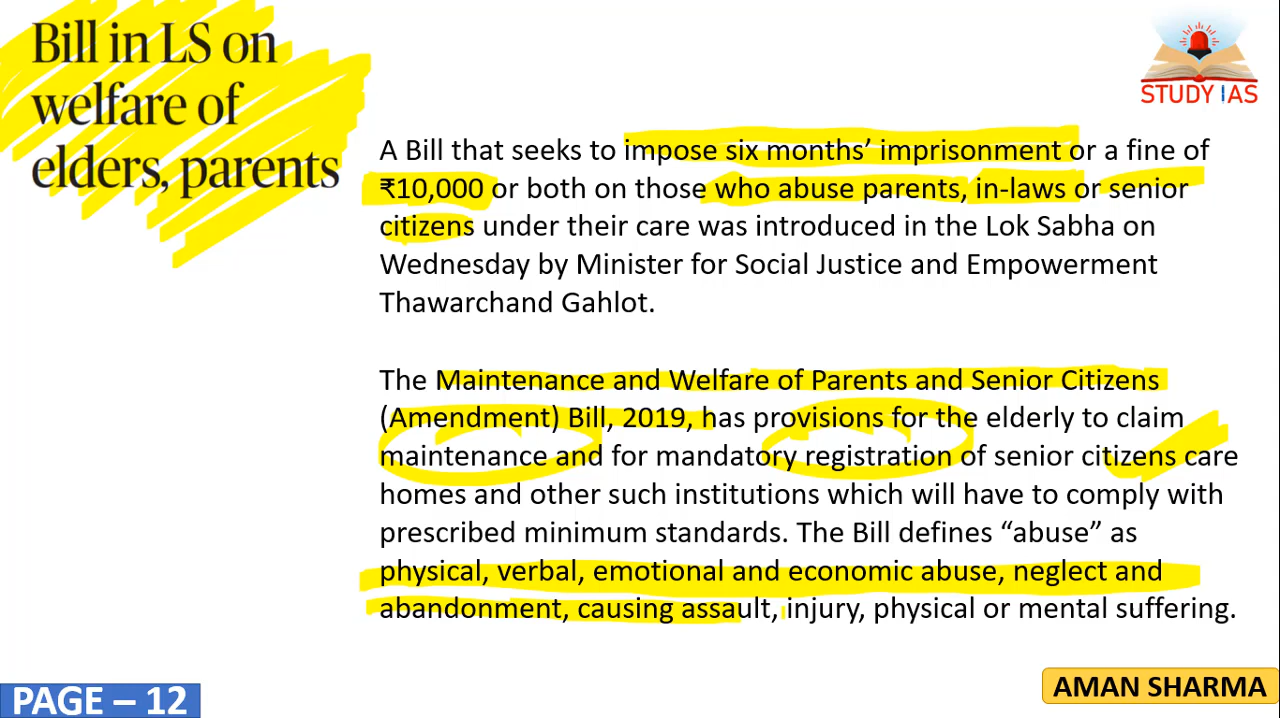 Bill in LS on
welfare of
elders, parents
STUDY IAS
A Bill that seeks to impose six months’ imprisonment or a fine of
₹10,000 or both on those who abuse parents, in-laws or senior
citizens under their care was introduced in the Lok Sabha on
Wednesday by Minister for Social Justice and Empowerment
Thawarchand Gahlot.
The Maintenance and Welfare of Parents and Senior Citizens
(Amendment) Bill, 2019, has provisions for the elderly to claim
maintenance and for mandatory registration of senior citizens care
homes and other such institutions which will have to comply with
prescribed minimum standards. The Bill defines “abuse” as
physical, verbal, emotional and economic abuse, neglect and
abandonment, causing assault, injury, physical or mental suffering.
PAGE – 12
AMAN SHARMA